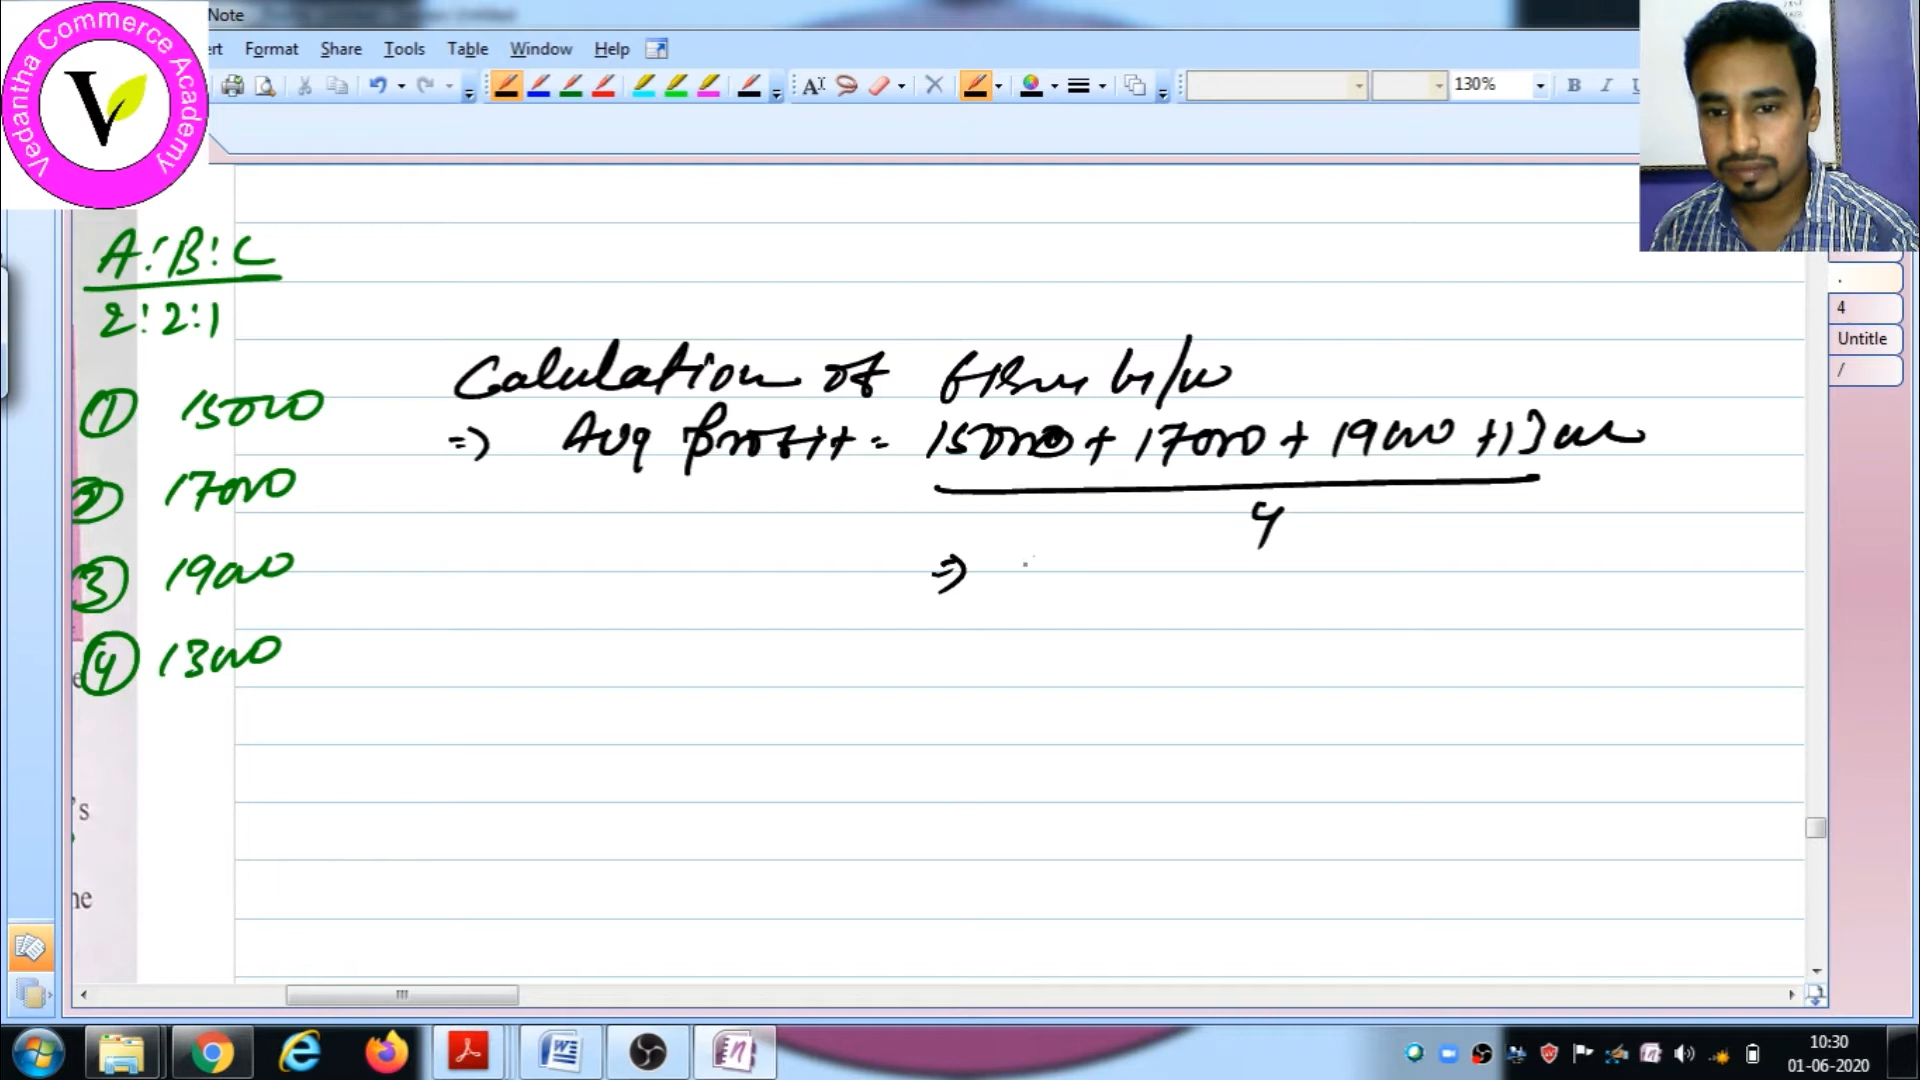 Note
Vedantha Commerce Academy
rt Format Share Tools Table Window Help
130% B I U
A:B:C
2:2:1
① 15000
② 17000
③ 19000
④ 13000
Calculation of
=> Avg profit = 15000 + 17000 + 19000 + 13000
4
=>
.
4
Untitle
/
's
ne
10:30
01-06-2020